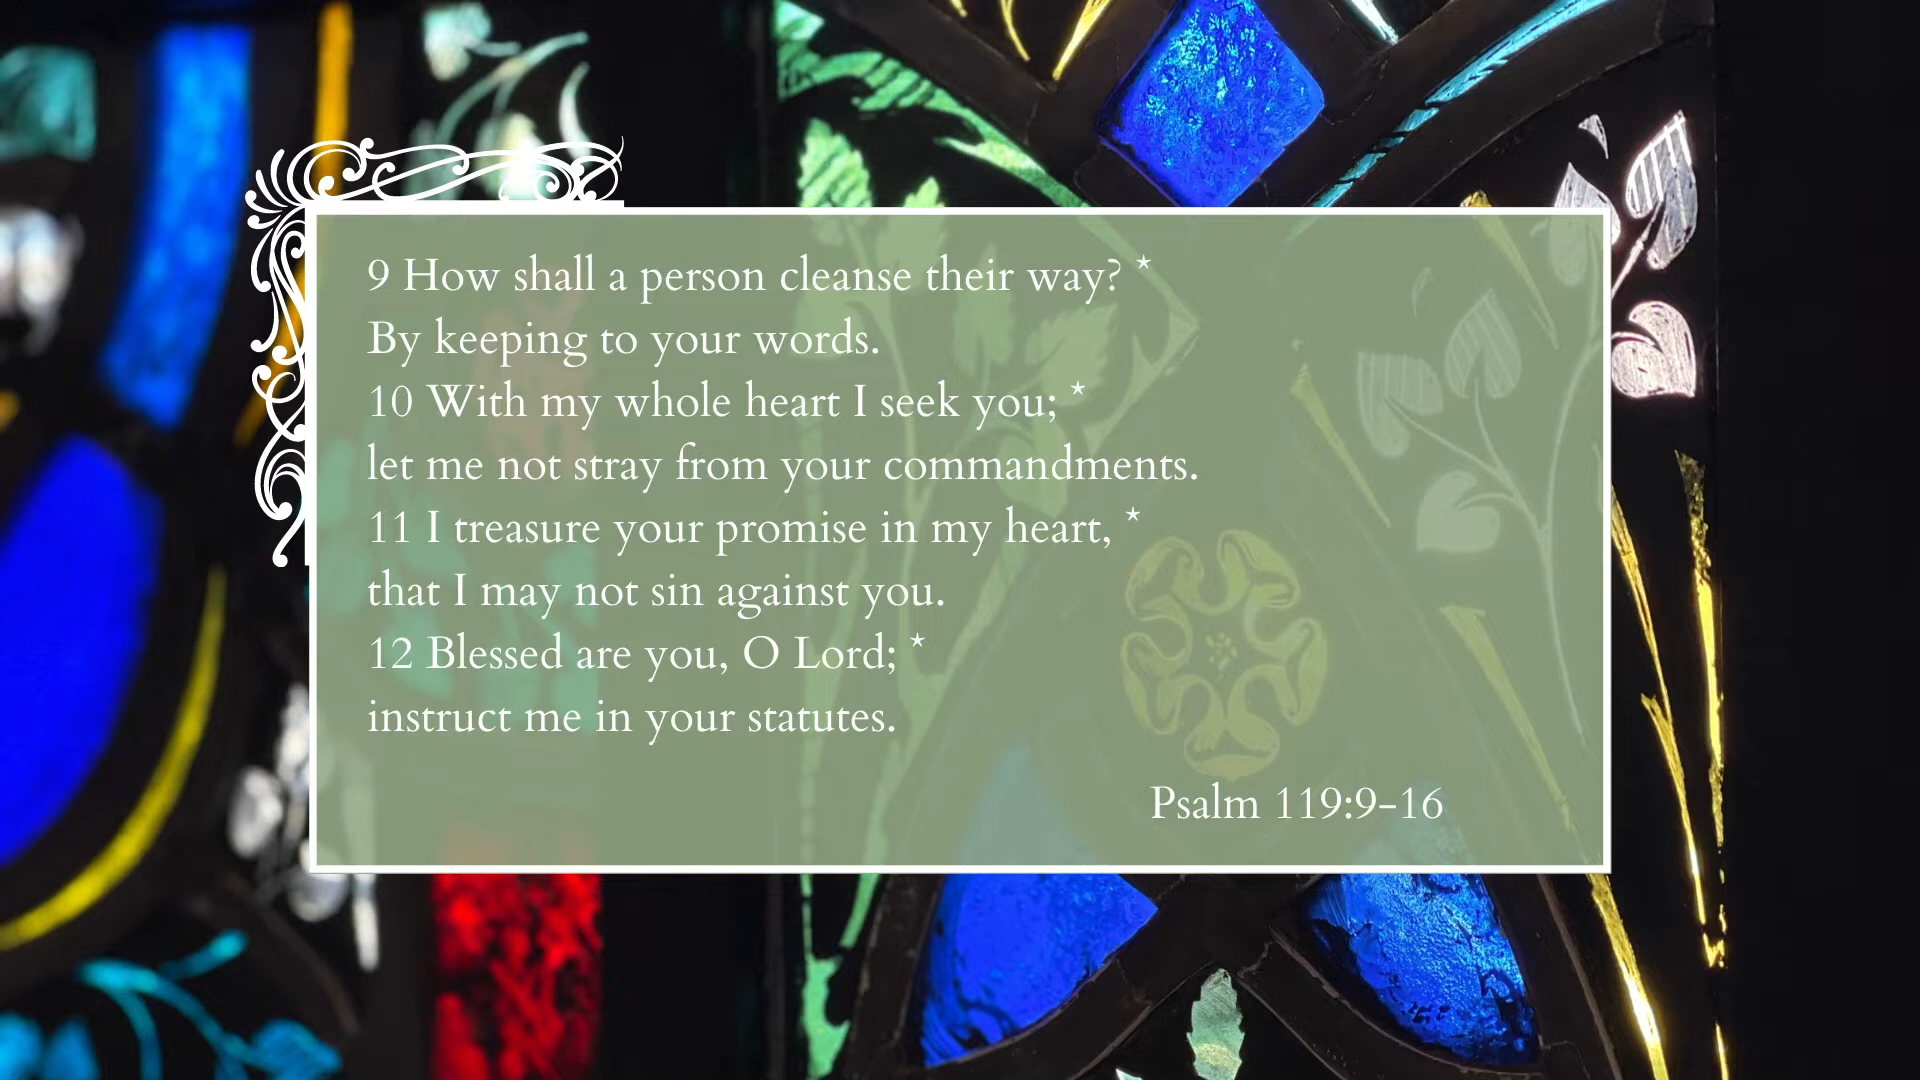 9 How shall a person cleanse their way? *
By keeping to your words.
10 With my whole heart I seek you; *
let me not stray from your commandments.
11 I treasure your promise in my heart, *
that I may not sin against you.
12 Blessed are you, O Lord; *
instruct me in your statutes.
Psalm 119:9-16